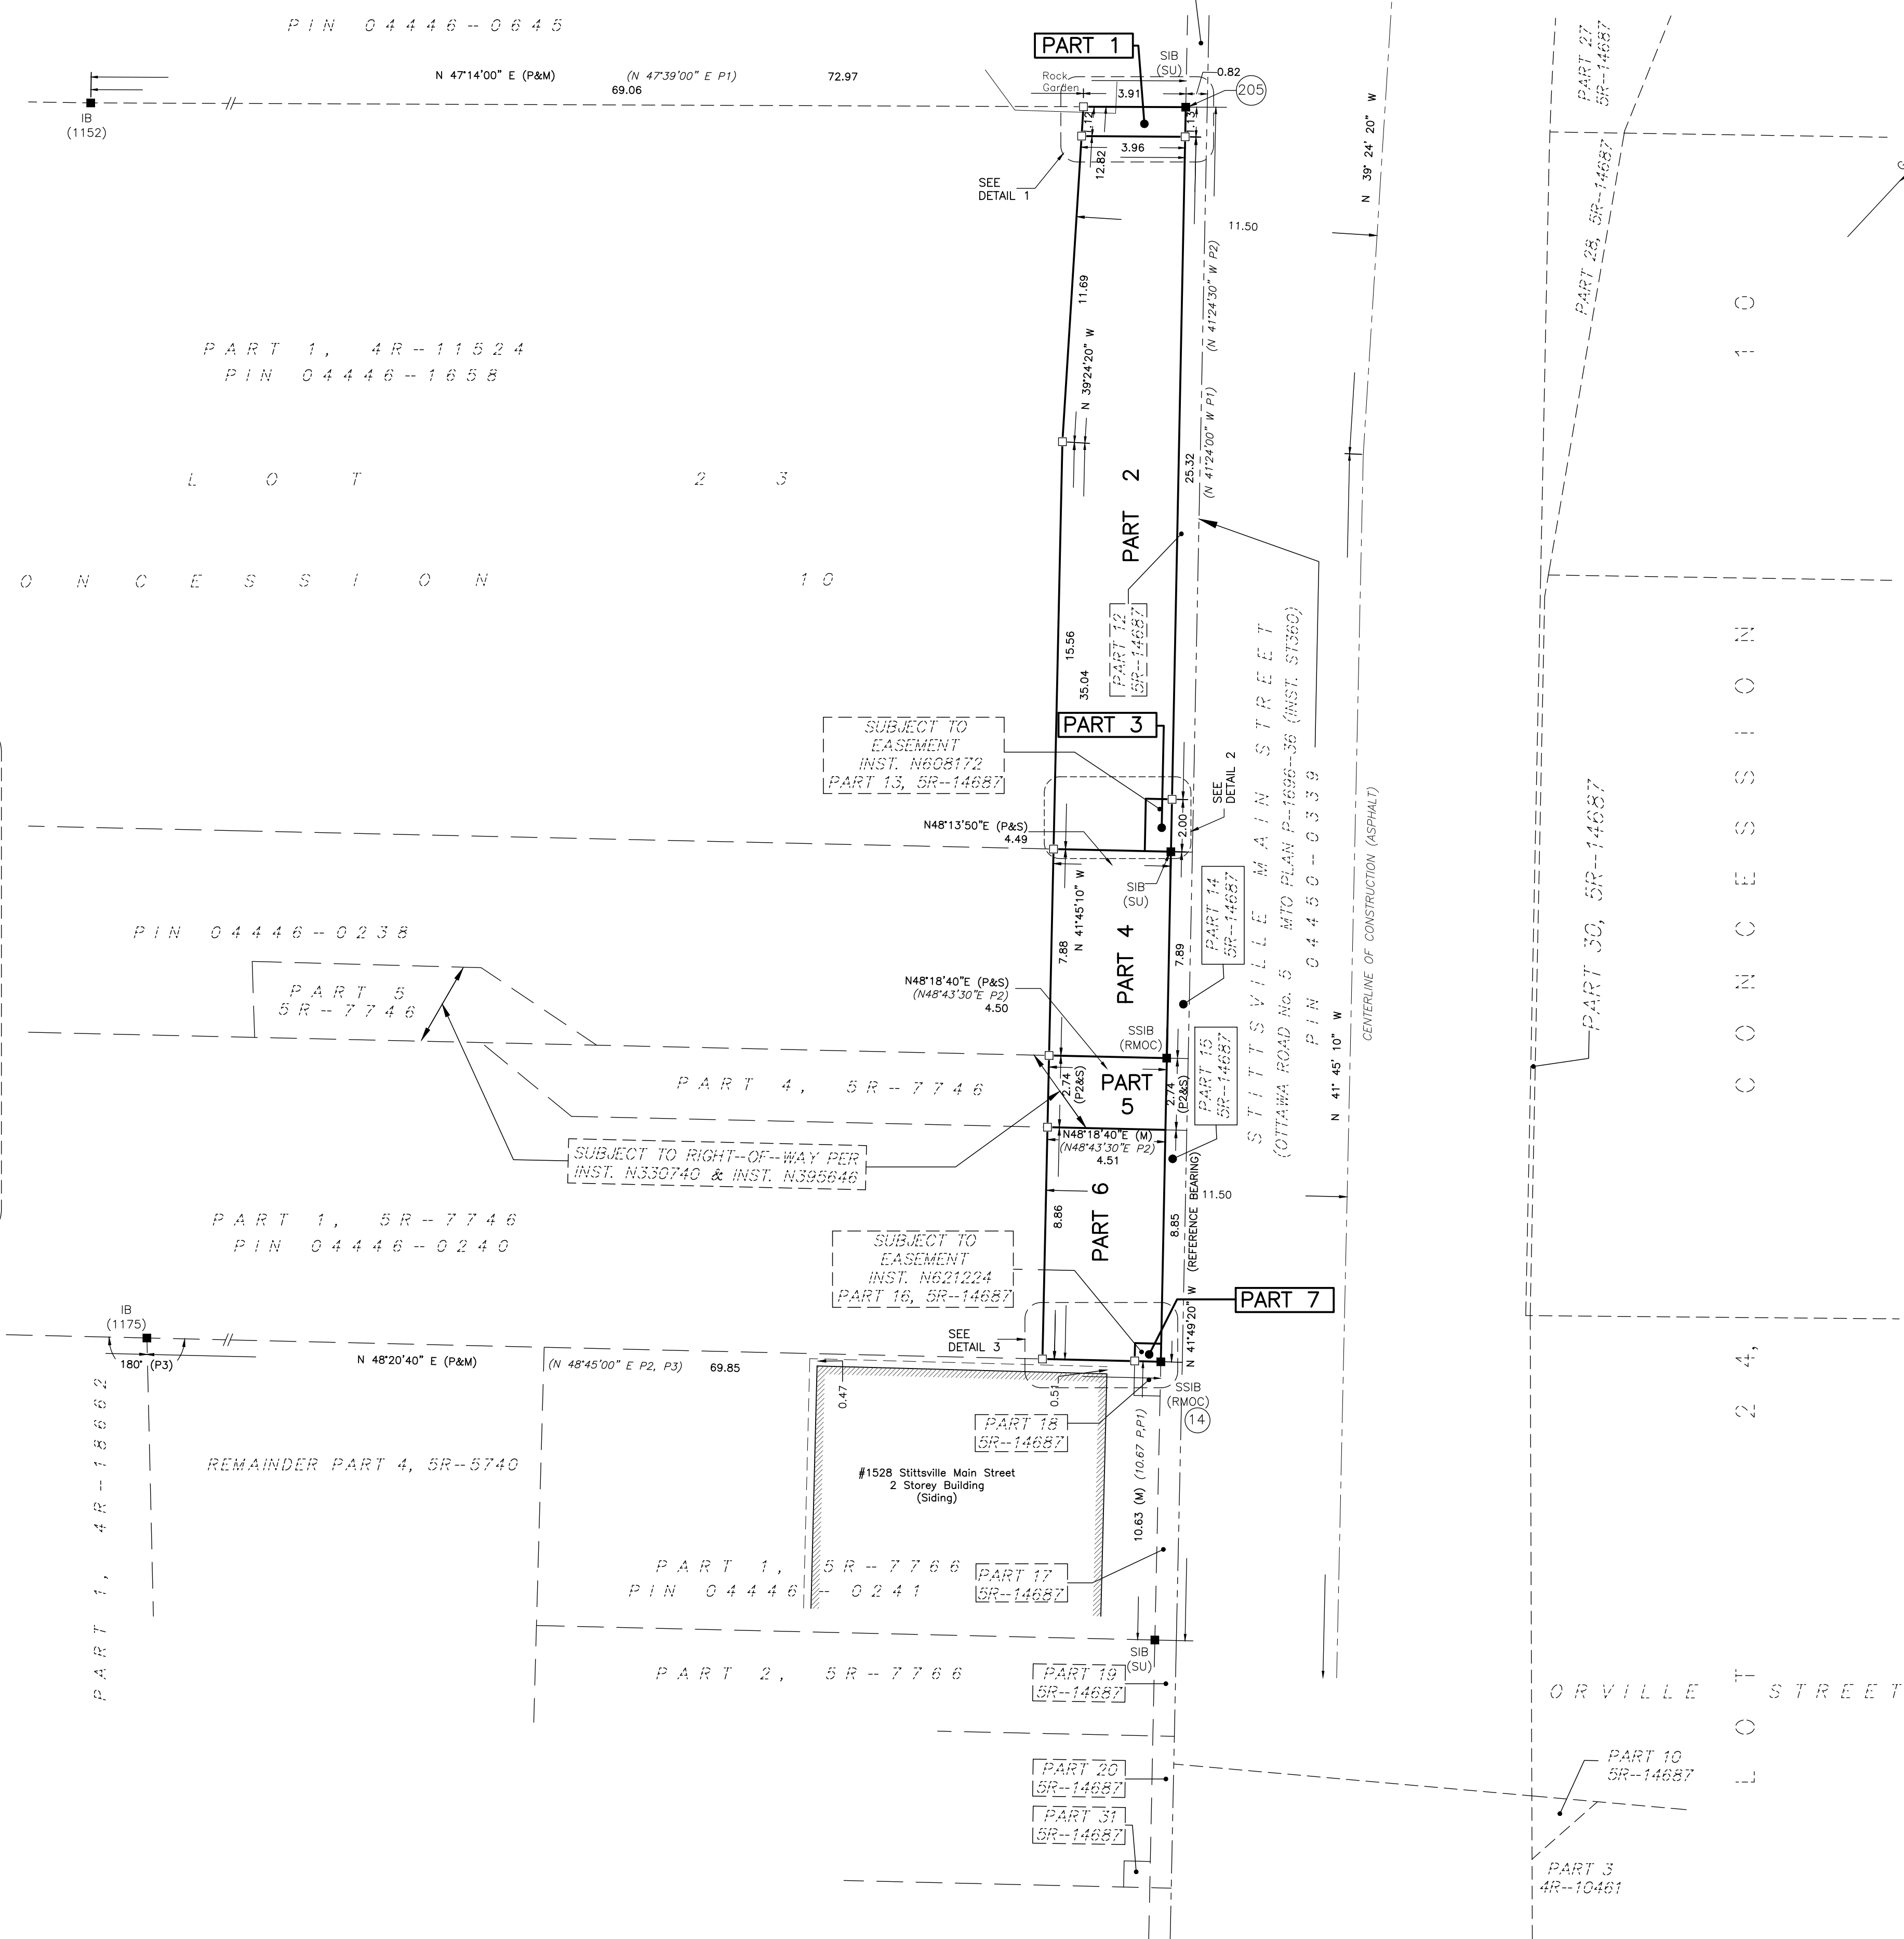 PIN 04446-0645
PART 1
SIB
(SU)
PART 27
5R-14687
N 47°14'00" E (P&M)
(N 47°39'00" E P1)
72.97
69.06
Rock
Garden
3.91
0.82
205
IB
(1152)
1.12
1.13
3.96
12.82
SEE
DETAIL 1
N 39° 24' 20" W
PART 28, 5R-14687
11.50
11.69
(N 41°24'30" W P2)
10
PART 1, 4R-11524
PIN 04446-1658
N 39°24'20" W
(N 41°24'00" W P1)
LOT 23
PART 2
25.32
ONCESSION 10
PART 12
5R-14687
15.56
35.04
STITTSVILLE MAIN STREET
(OTTAWA ROAD No. 5 MTO PLAN P-1696-36 (INST. ST360)
PIN 04450-0339
CONCESSION
PART 3
SUBJECT TO
EASEMENT
INST. N608172
PART 13, 5R-14687
SEE
DETAIL 2
2.00
N48°13'50"E (P&S)
4.49
CENTERLINE OF CONSTRUCTION (ASPHALT)
PART 30, 5R-14687
N 41°45'10" W
SIB
(SU)
PART 14
5R-14687
PIN 04446-0238
7.88
PART 4
7.89
PART 5
5R-7746
N48°18'40"E (P&S)
(N48°43'30"E P2)
4.50
SSIB
(RMOC)
PART 15
5R-14687
N 41° 45' 10" W
PART 4, 5R-7746
2.74
(P2&S)
PART
5
2.74
(P2&S)
N48°18'40"E (M)
(N48°43'30"E P2)
4.51
SUBJECT TO RIGHT-OF-WAY PER
INST. N330740 & INST. N395646
11.50
PART 1, 5R-7746
PIN 04446-0240
8.86
PART 6
8.85
N 41°49'20" W (REFERENCE BEARING)
SUBJECT TO
EASEMENT
INST. N621224
PART 16, 5R-14687
PART 7
IB
(1175)
180° (P3)
N 48°20'40" E (P&M)
(N 48°45'00" E P2, P3)
69.85
SEE
DETAIL 3
0.47
0.51
SSIB
(RMOC)
14
LOT 24,
PART 18
5R-14687
PART 1, 4R-18662
REMAINDER PART 4, 5R-5740
#1528 Stittsville Main Street
2 Storey Building
(Siding)
10.63 (M) (10.67 P,P1)
PART 1, 5R-7766
PIN 04446-0241
PART 17
5R-14687
PART 2, 5R-7766
SIB
(SU)
PART 19
5R-14687
ORVILLE STREET
PART 20
5R-14687
PART 10
5R-14687
PART 31
5R-14687
PART 3
4R-10461